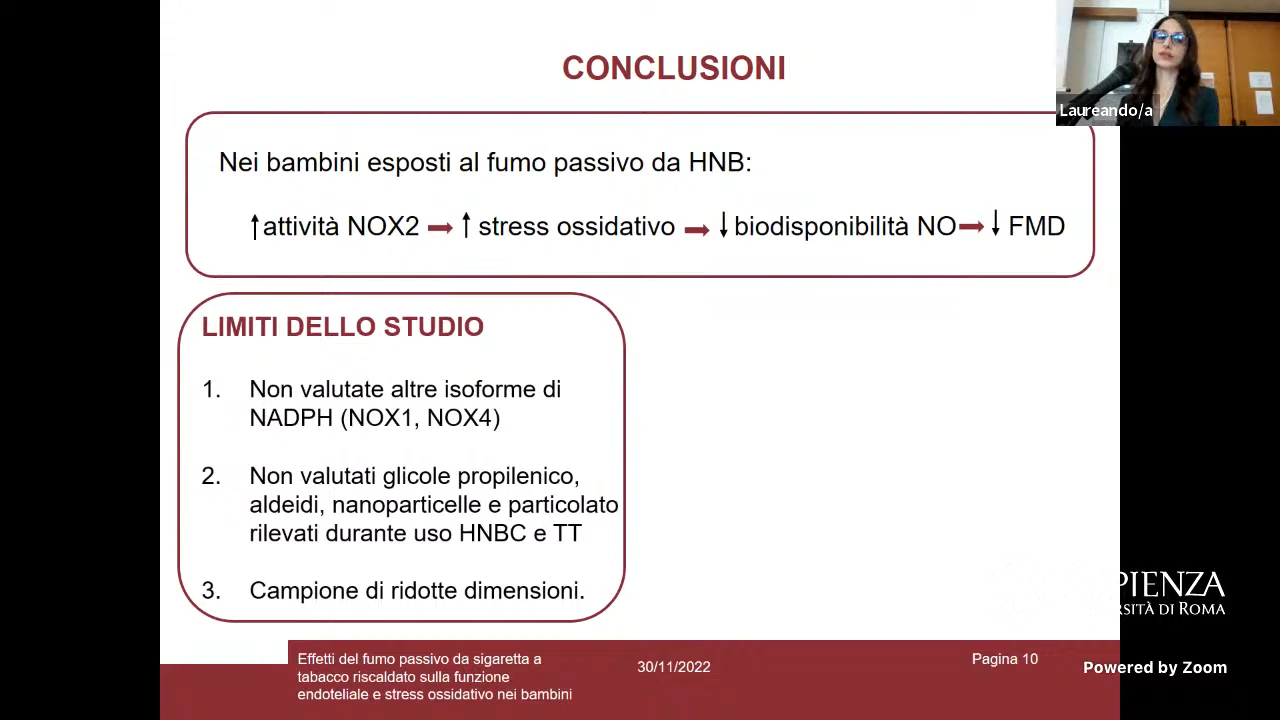 CONCLUSIONI
Laureando/a
Nei bambini esposti al fumo passivo da HNB:
↑attività NOX2 → ↑ stress ossidativo → ↓ biodisponibilità NO → ↓ FMD
LIMITI DELLO STUDIO
1. Non valutate altre isoforme di
NADPH (NOX1, NOX4)
2. Non valutati glicole propilenico,
aldeidi, nanoparticelle e particolato
rilevati durante uso HNBC e TT
3. Campione di ridotte dimensioni.
PIENZA
RSITÀ DI ROMA
Effetti del fumo passivo da sigaretta a
tabacco riscaldato sulla funzione
endoteliale e stress ossidativo nei bambini
30/11/2022
Pagina 10
Powered by Zoom